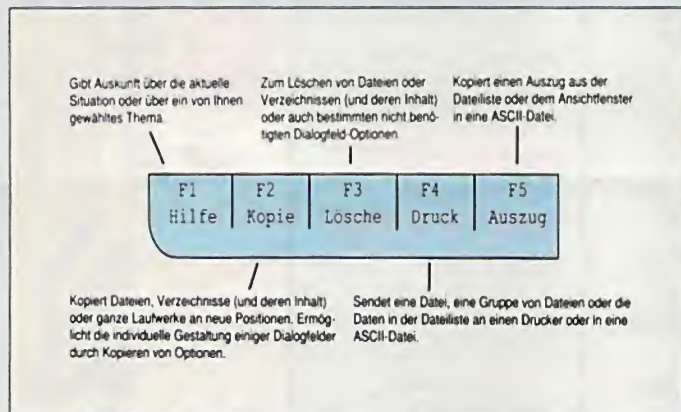 Gibt Auskunft über die aktuelle
Situation oder über ein von Ihnen
gewähltes Thema.
Zum Löschen von Dateien oder
Verzeichnissen (und deren Inhalt)
oder auch bestimmten nicht benö-
tigten Dialogfeld-Optionen.
Kopiert einen Auszug aus der
Dateiliste oder dem Ansichtfenster
in eine ASCII-Datei.
F1 F2 F3 F4 F5
Hilfe Kopie Lösche Druck Auszug
Kopiert Dateien, Verzeichnisse (und deren Inhalt)
oder ganze Laufwerke an neue Positionen. Ermög-
licht die individuelle Gestaltung einiger Dialogfelder
durch Kopieren von Optionen.
Sendet eine Datei, eine Gruppe von Dateien oder die
Daten in der Dateiliste an einen Drucker oder in eine
ASCII-Datei.